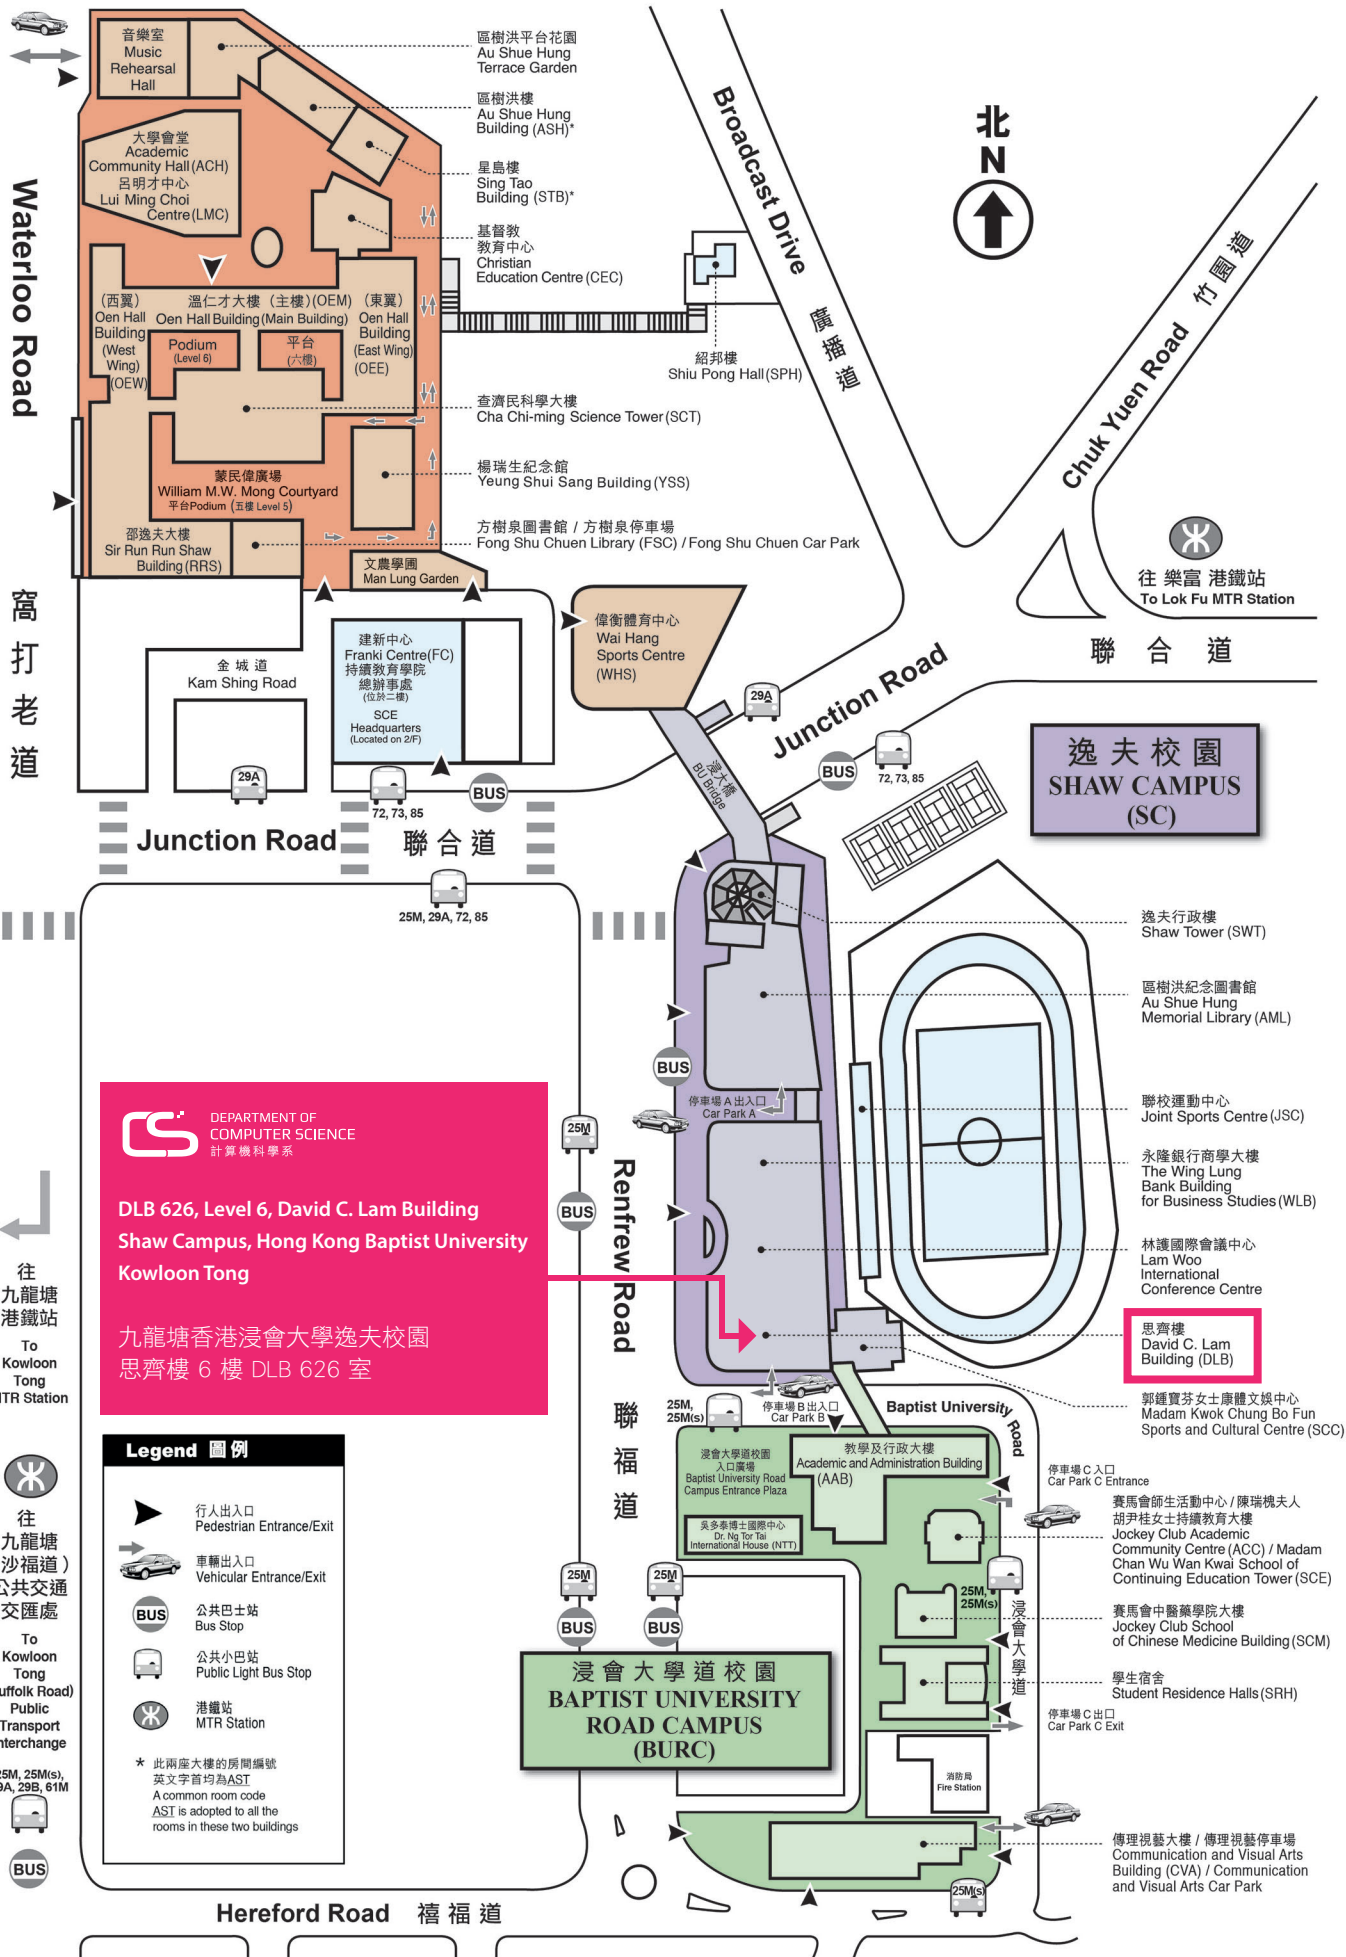 音樂室
Music
Rehearsal
Hall
區樹洪平台花園
Au Shue Hung
Terrace Garden
區樹洪樓
Au Shue Hung
Building (ASH)*
星島樓
Sing Tao
Building (STB)*
基督教
教育中心
Christian
Education Centre (CEC)
大學會堂
Academic
Community Hall (ACH)
呂明才中心
Lui Ming Choi
Centre (LMC)
Waterloo Road
窩打老道
(西翼)
Oen Hall
Building
(West
Wing)
(OEW)
溫仁才大樓 (主樓) (OEM)
Oen Hall Building (Main Building)
(東翼)
Oen Hall
Building
(East Wing)
(OEE)
Podium
(Level 6)
平台
(六樓)
查濟民科學大樓
Cha Chi-ming Science Tower (SCT)
蒙民偉廣場
William M.W. Mong Courtyard
平台Podium (五樓 Level 5)
楊瑞生紀念館
Yeung Shui Sang Building (YSS)
邵逸夫大樓
Sir Run Run Shaw
Building (RRS)
方樹泉圖書館 / 方樹泉停車場
Fong Shu Chuen Library (FSC) / Fong Shu Chuen Car Park
文農學圃
Man Lung Garden
紹邦樓
Shiu Pong Hall (SPH)
Broadcast Drive 廣播道
北
N
Chuk Yuen Road 竹園道
往 樂富 港鐵站
To Lok Fu MTR Station
聯合道
偉衡體育中心
Wai Hang
Sports Centre
(WHS)
建新中心
Franki Centre (FC)
持續教育學院
總辦事處
(位於二樓)
SCE
Headquarters
(Located on 2/F)
金城道
Kam Shing Road
29A
72, 73, 85
BUS
29A
Junction Road
BUS
72, 73, 85
浸大橋
BU Bridge
逸夫校園
SHAW CAMPUS
(SC)
Junction Road 聯合道
25M, 29A, 72, 85
逸夫行政樓
Shaw Tower (SWT)
區樹洪紀念圖書館
Au Shue Hung
Memorial Library (AML)
BUS
停車場 A 出入口
Car Park A
聯校運動中心
Joint Sports Centre (JSC)
永隆銀行商學大樓
The Wing Lung
Bank Building
for Business Studies (WLB)
林護國際會議中心
Lam Woo
International
Conference Centre
思齊樓
David C. Lam
Building (DLB)
郭鍾寶芬女士康體文娛中心
Madam Kwok Chung Bo Fun
Sports and Cultural Centre (SCC)
CS
DEPARTMENT OF
COMPUTER SCIENCE
計算機科學系
DLB 626, Level 6, David C. Lam Building
Shaw Campus, Hong Kong Baptist University
Kowloon Tong
九龍塘香港浸會大學逸夫校園
思齊樓 6 樓 DLB 626 室
25M
BUS
Renfrew Road 聯福道
往
九龍塘
港鐵站
To
Kowloon
Tong
MTR Station
往
九龍塘
沙福道)
公共交通
交匯處
To
Kowloon
Tong
uffolk Road)
Public
Transport
nterchange
25M, 25M(s),
9A, 29B, 61M
BUS
Legend 圖例
行人出入口
Pedestrian Entrance/Exit
車輛出入口
Vehicular Entrance/Exit
BUS
公共巴士站
Bus Stop
公共小巴站
Public Light Bus Stop
港鐵站
MTR Station
* 此兩座大樓的房間編號
英文字首均為AST
A common room code
AST is adopted to all the
rooms in these two buildings
25M,
25M(s)
停車場 B 出入口
Car Park B
Baptist University Road
浸會大學道校園
入口廣場
Baptist University Road
Campus Entrance Plaza
教學及行政大樓
Academic and Administration Building
(AAB)
吳多泰博士國際中心
Dr. Ng Tor Tai
International House (NTT)
停車場 C 入口
Car Park C Entrance
賽馬會師生活動中心 / 陳瑞槐夫人
胡尹桂女士持續教育大樓
Jockey Club Academic
Community Centre (ACC) / Madam
Chan Wu Wan Kwai School of
Continuing Education Tower (SCE)
25M,
25M(s)
浸會大學道
賽馬會中醫藥學院大樓
Jockey Club School
of Chinese Medicine Building (SCM)
學生宿舍
Student Residence Halls (SRH)
停車場 C 出口
Car Park C Exit
25M
25M
BUS
BUS
浸會大學道校園
BAPTIST UNIVERSITY
ROAD CAMPUS
(BURC)
消防局
Fire Station
傳理視藝大樓 / 傳理視藝停車場
Communication and Visual Arts
Building (CVA) / Communication
and Visual Arts Car Park
25M(s)
Hereford Road 禧福道